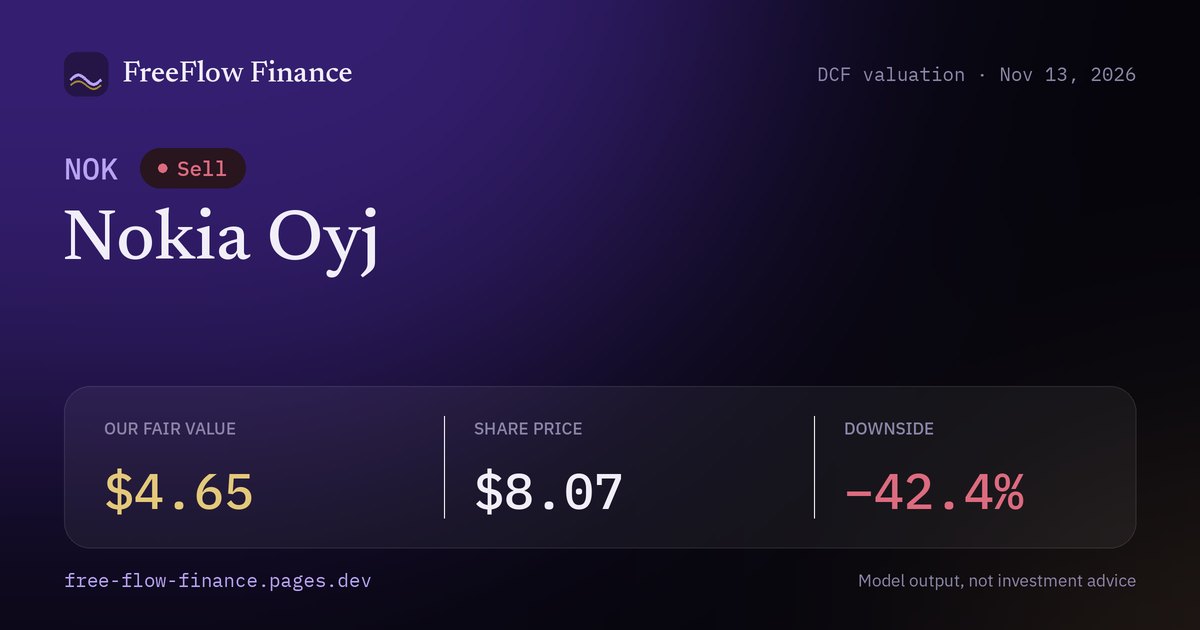 FreeFlow Finance
DCF valuation · Nov 13, 2026
NOK
Sell
Nokia Oyj
OUR FAIR VALUE
$4.65
SHARE PRICE
$8.07
DOWNSIDE
−42.4%
free-flow-finance.pages.dev
Model output, not investment advice